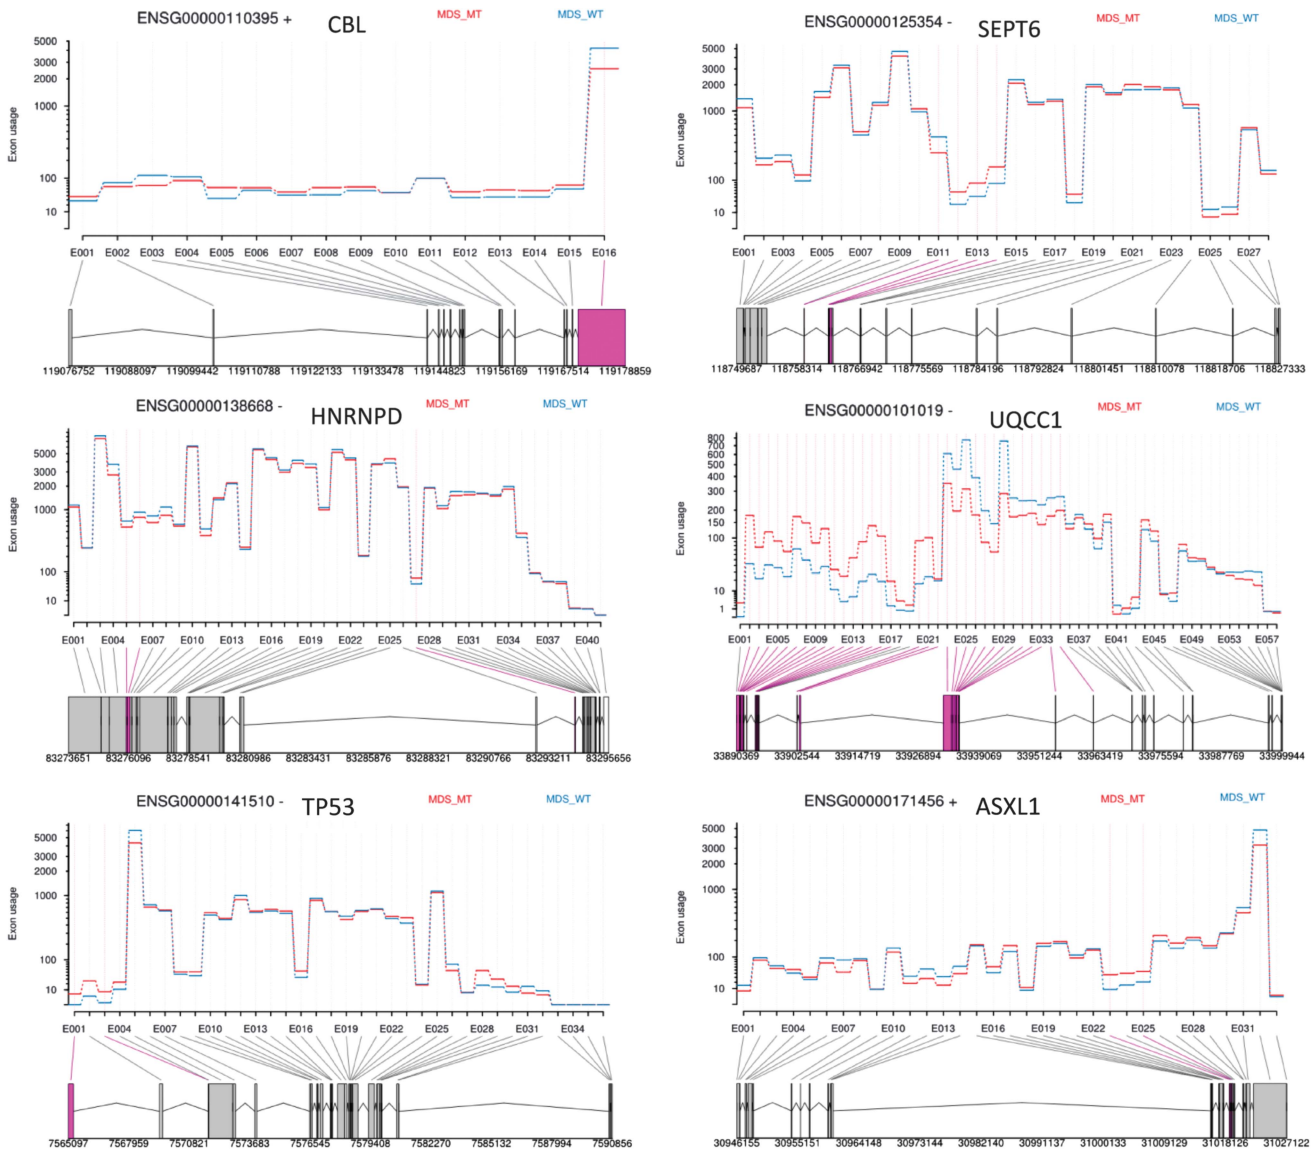 ENSG00000110395 + CBL MDS_MT MDS_WT
5000
3000
2000
1000
100
10
Exon usage
E001 E002 E003 E004 E005 E006 E007 E008 E009 E010 E011 E012 E013 E014 E015 E016
119076752 119088097 119099442 119110788 119122133 119133478 119144823 119156169 119167514 119178859
ENSG00000125354 - SEPT6 MDS_MT MDS_WT
5000
3000
2000
1000
100
10
Exon usage
E001 E003 E005 E007 E009 E011 E013 E015 E017 E019 E021 E023 E025 E027
118749687 118758314 118766942 118775569 118784196 118792824 118801451 118810078 118818706 118827333
ENSG00000138668 - HNRNPD MDS_MT MDS_WT
5000
3000
2000
1000
100
10
Exon usage
E001 E004 E007 E010 E013 E016 E019 E022 E025 E028 E031 E034 E037 E040
83273651 83276096 83278541 83280986 83283431 83285876 83288321 83290766 83293211 83295656
ENSG00000101019 - UQCC1 MDS_MT MDS_WT
800
700
600
500
400
300
200
150
100
10
1
Exon usage
E001 E005 E009 E013 E017 E021 E025 E029 E033 E037 E041 E045 E049 E053 E057
33890369 33902544 33914719 33926894 33939069 33951244 33963419 33975594 33987769 33999944
ENSG00000141510 - TP53 MDS_MT MDS_WT
5000
3000
2000
1000
100
10
Exon usage
E001 E004 E007 E010 E013 E016 E019 E022 E025 E028 E031 E034
7565097 7567959 7570821 7573683 7576545 7579408 7582270 7585132 7587994 7590856
ENSG00000171456 + ASXL1 MDS_MT MDS_WT
5000
3000
2000
1000
100
10
Exon usage
E001 E004 E007 E010 E013 E016 E019 E022 E025 E028 E031
30946155 30955151 30964148 30973144 30982140 30991137 31000133 31009129 31018126 31027122